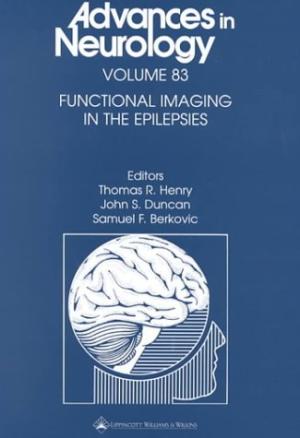 Advances in
Neurology
VOLUME 83
FUNCTIONAL IMAGING
IN THE EPILEPSIES
Editors
Thomas R. Henry
John S. Duncan
Samuel F. Berkovic
LIPPINCOTT WILLIAMS & WILKINS